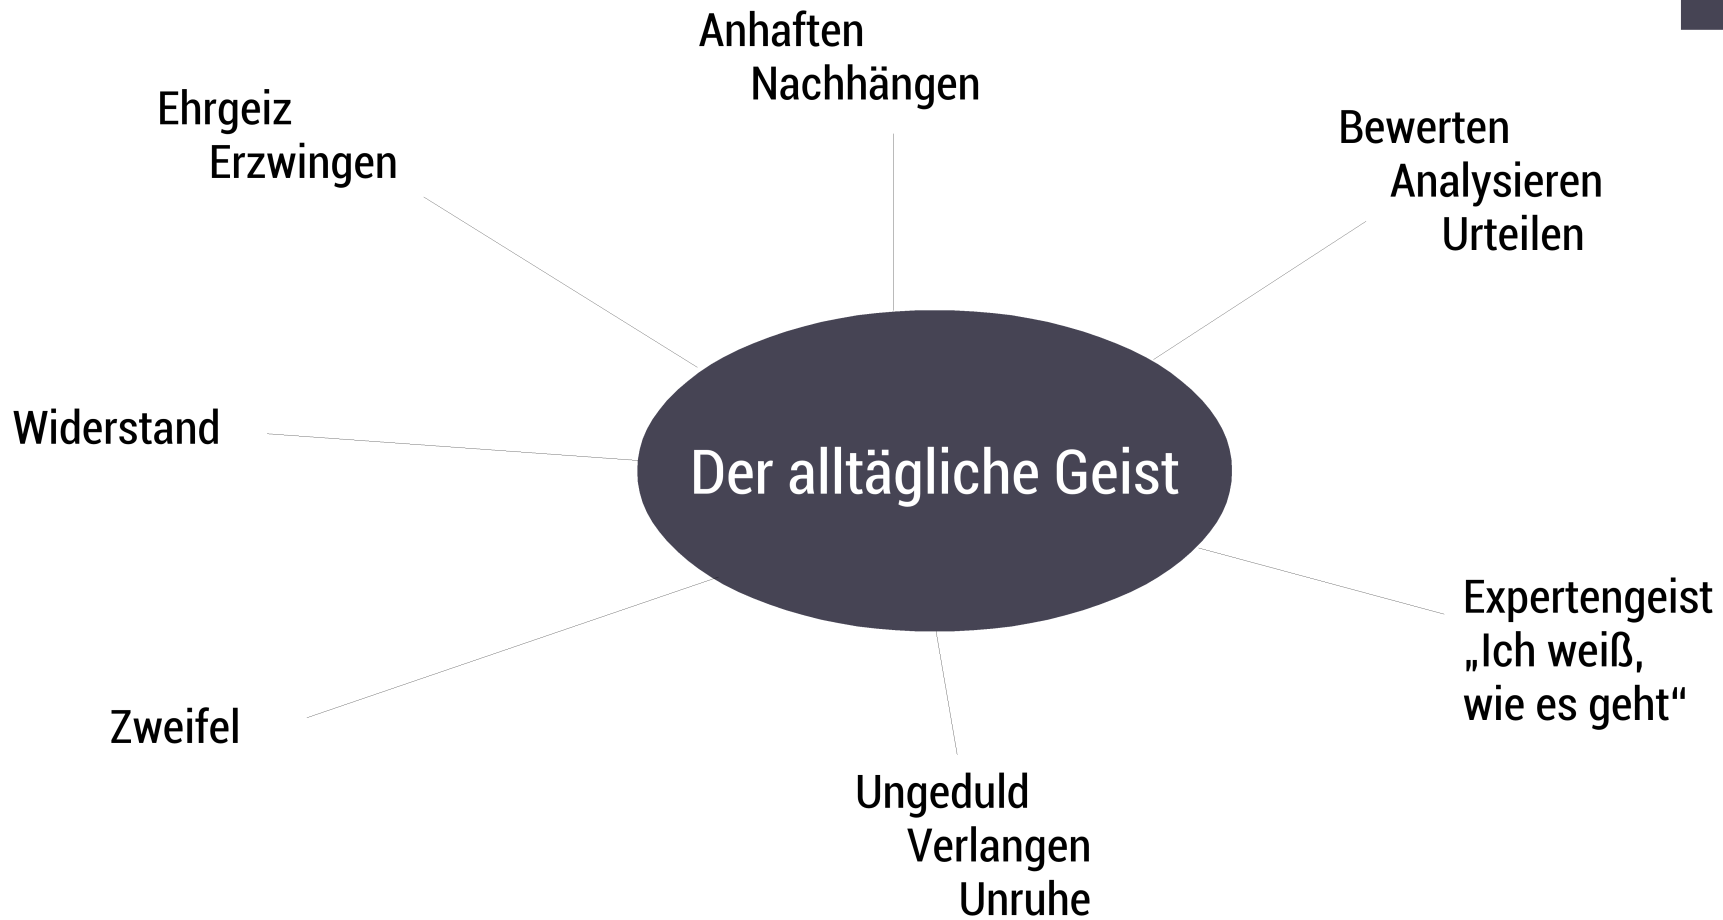 Anhaften
Nachhängen
Ehrgeiz
Erzwingen
Bewerten
Analysieren
Urteilen
Widerstand
Der alltägliche Geist
Expertengeist
„Ich weiß,
wie es geht“
Zweifel
Ungeduld
Verlangen
Unruhe